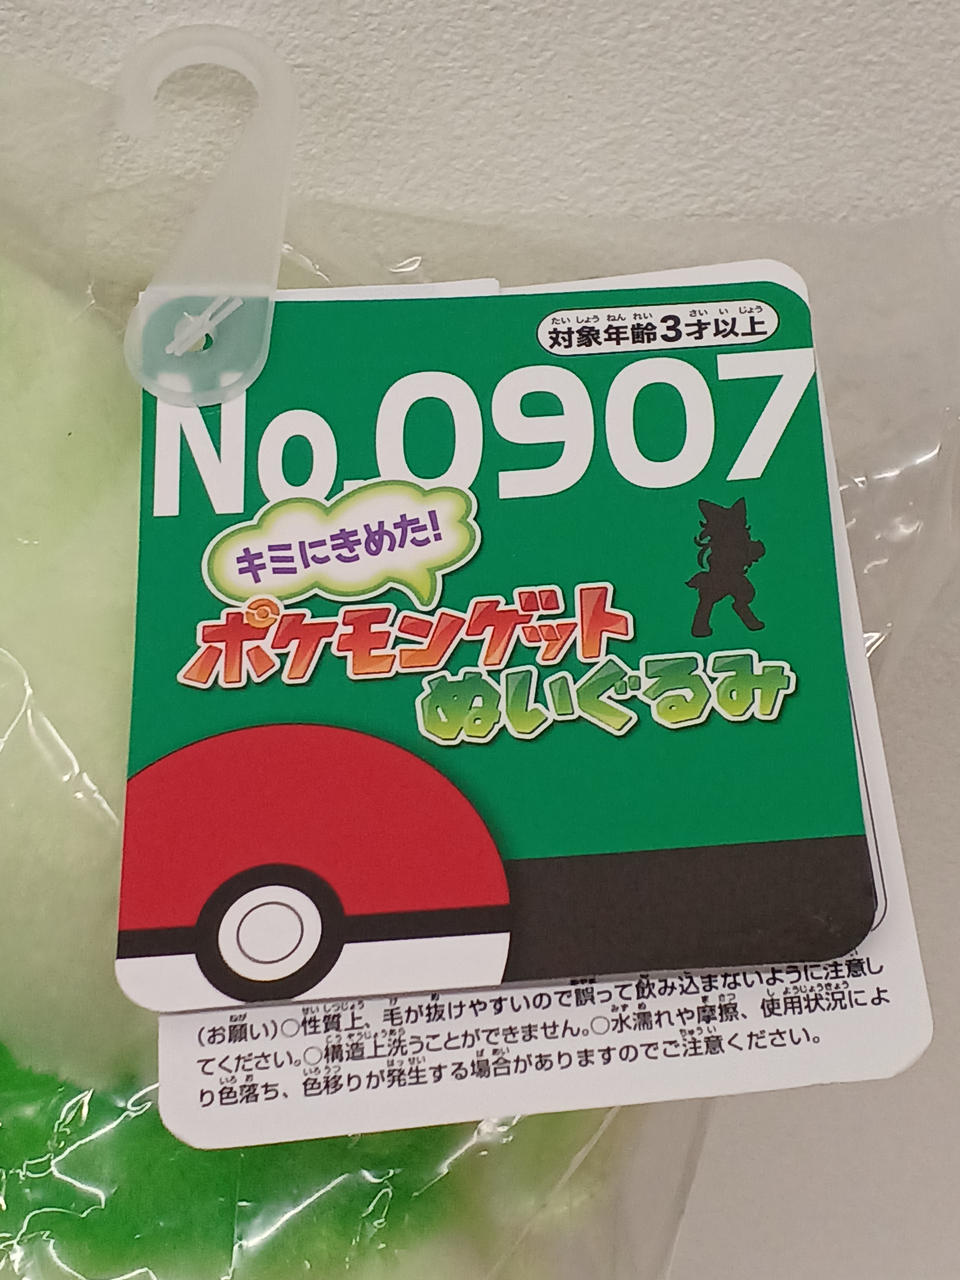 対象年齢3才以上
No.0907
キミにきめた!
ポケモンゲット
ぬいぐるみ
(お願い)○性質上、毛が抜けやすいので誤って飲み込まないように注意し
てください。○構造上洗うことができません。○水濡れや摩擦、使用状況によ
り色落ち、色移りが発生する場合がありますのでご注意ください。